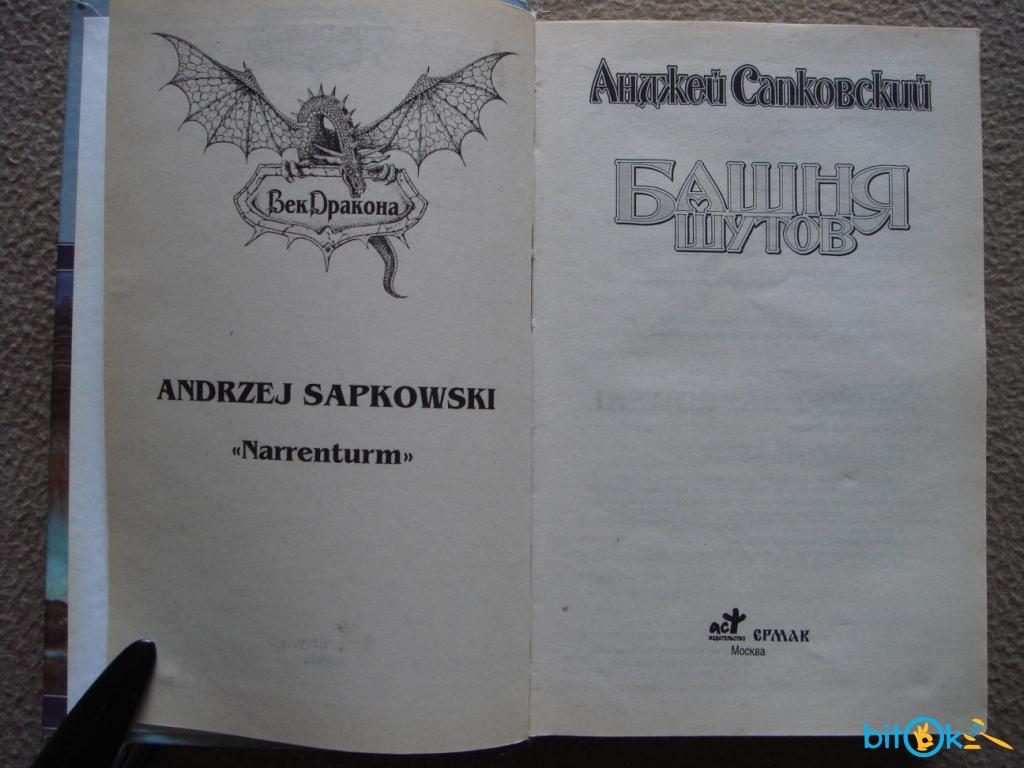 Век Дракона
ANDRZEJ SAPKOWSKI
«Narrenturm»
Анджей Сапковский
БАШНЯ
ШУТОВ
аст
ИЗДАТЕЛЬСТВО
ЕРМАК
Москва
bitOk